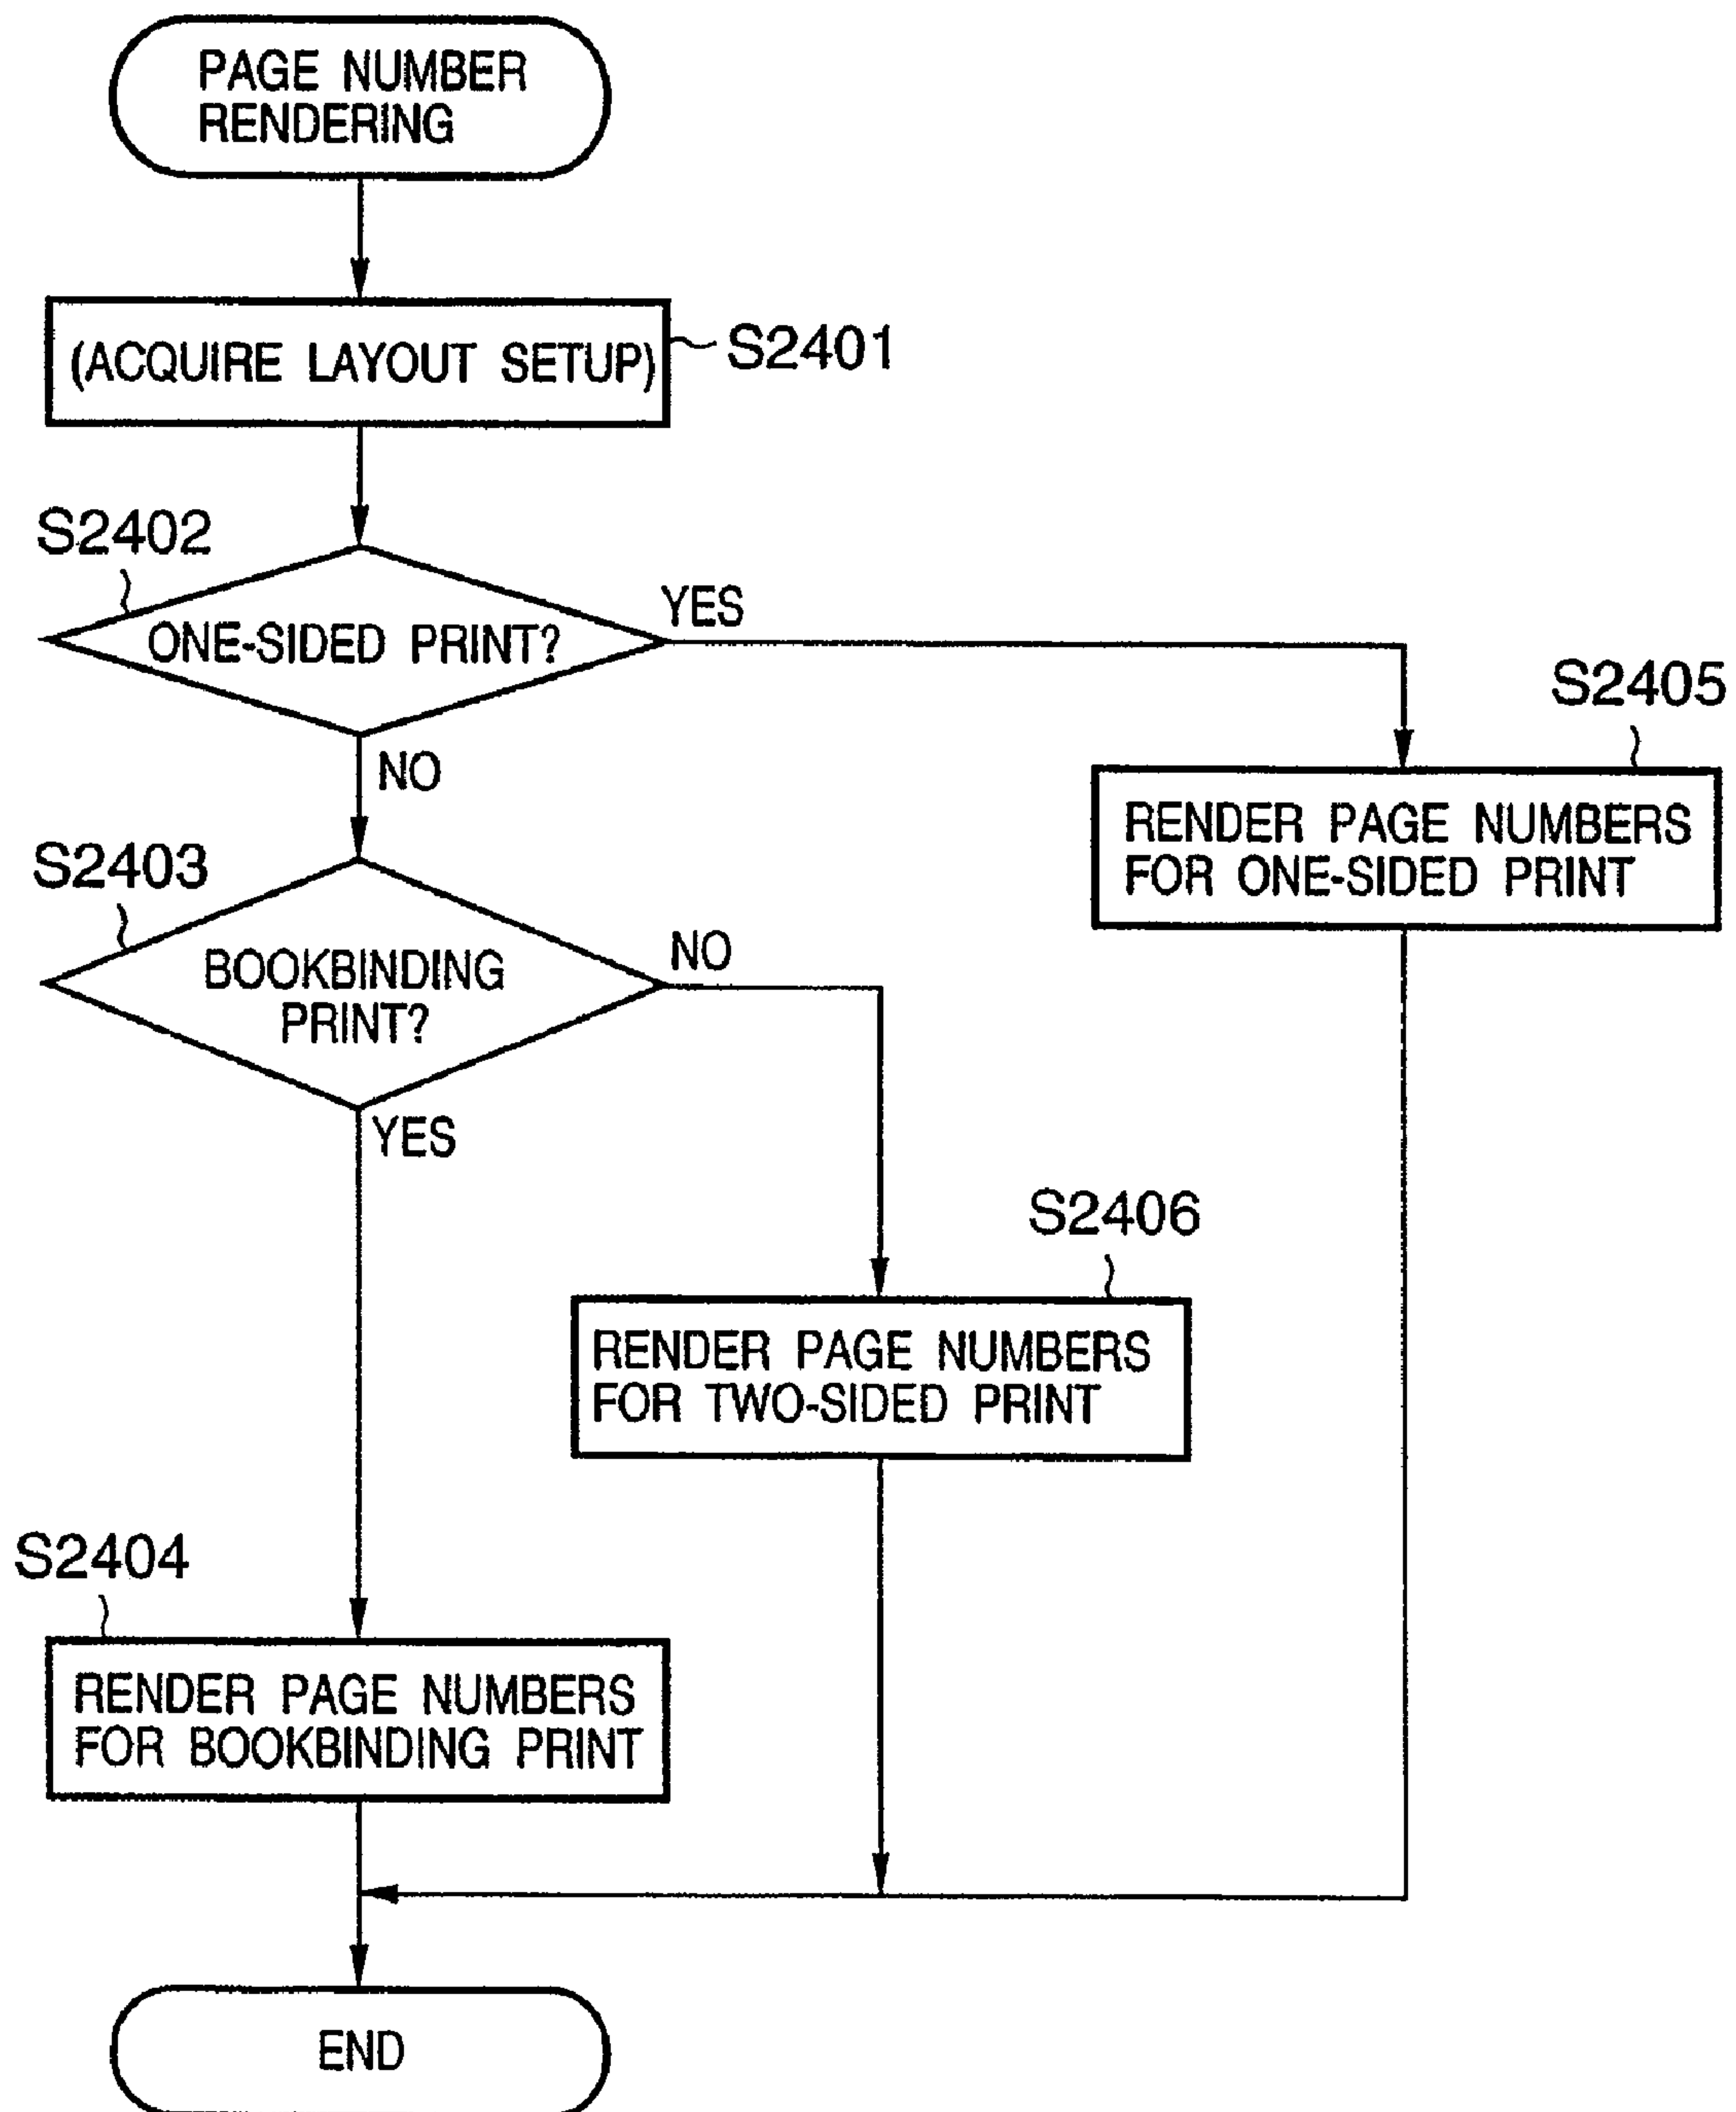 PAGE NUMBER
RENDERING
(ACQUIRE LAYOUT SETUP)
S2401
S2402
ONE-SIDED PRINT?
YES
NO
S2405
RENDER PAGE NUMBERS
FOR ONE-SIDED PRINT
S2403
BOOKBINDING
PRINT?
NO
YES
S2406
RENDER PAGE NUMBERS
FOR TWO-SIDED PRINT
S2404
RENDER PAGE NUMBERS
FOR BOOKBINDING PRINT
END